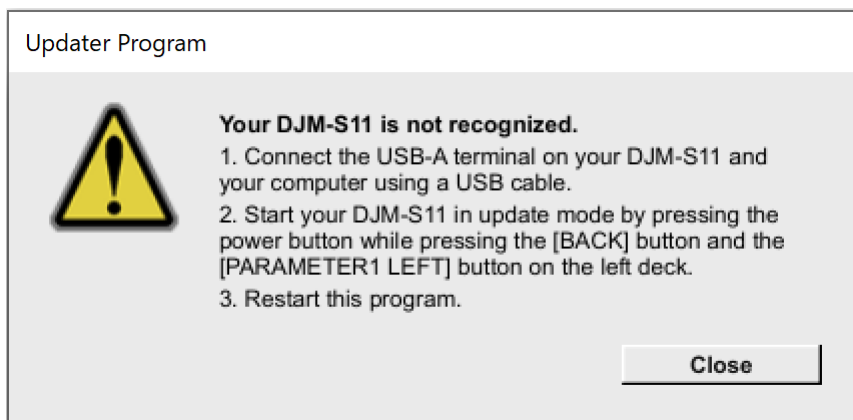 Updater Program
Your DJM-S11 is not recognized.
1. Connect the USB-A terminal on your DJM-S11 and
your computer using a USB cable.
2. Start your DJM-S11 in update mode by pressing the
power button while pressing the [BACK] button and the
[PARAMETER1 LEFT] button on the left deck.
3. Restart this program.
Close